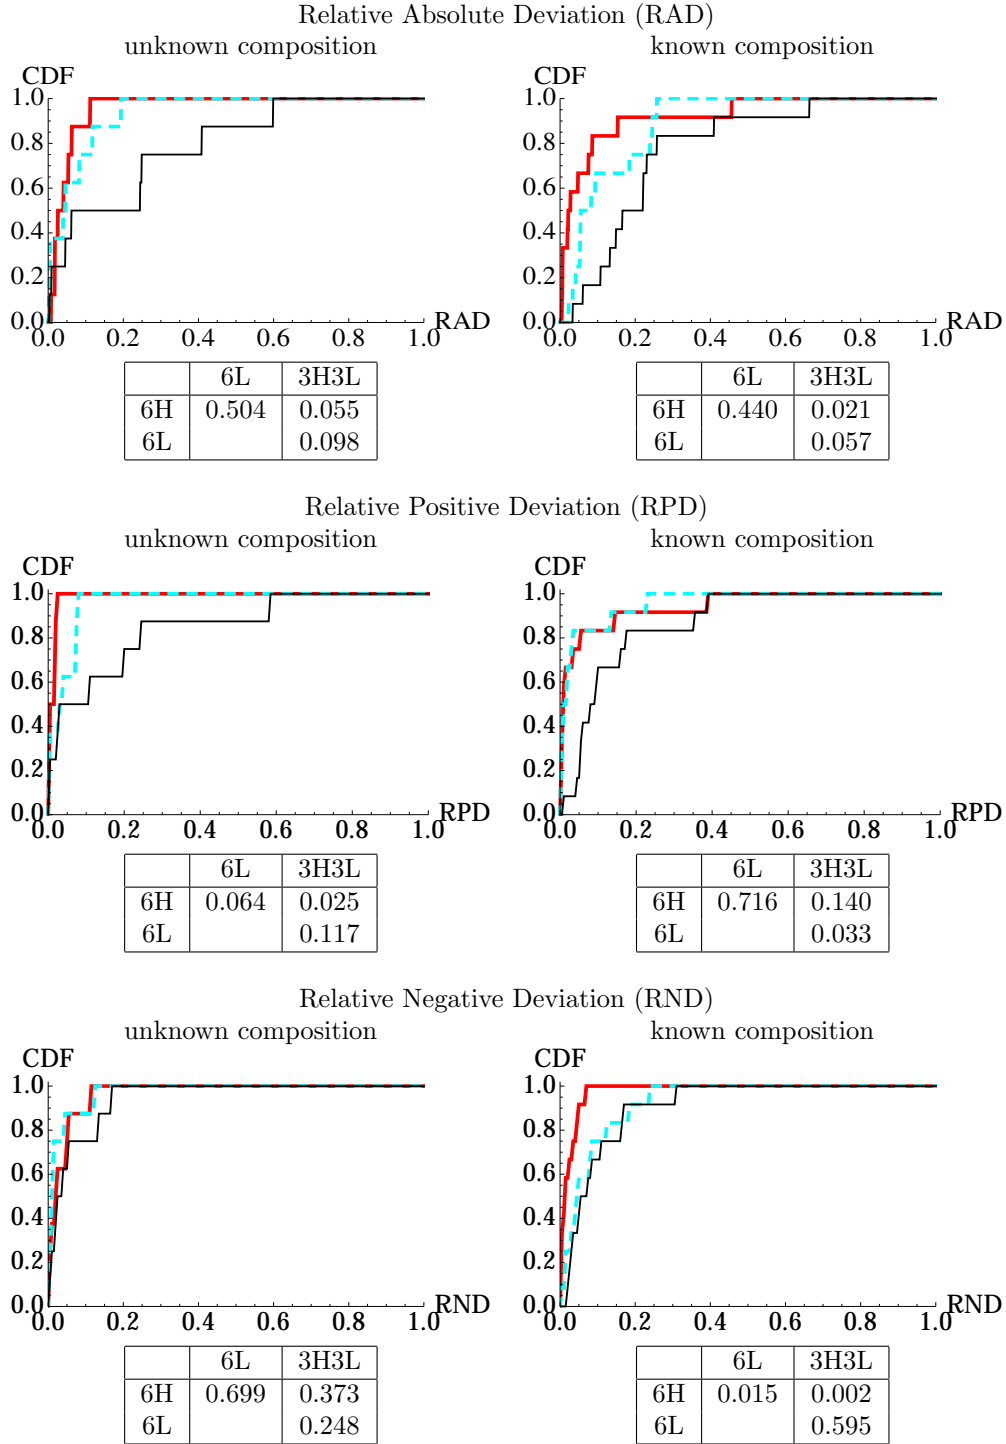 Relative Absolute Deviation (RAD)
unknown composition known composition
CDF CDF
1.0 1.0
0.8 0.8
0.6 0.6
0.4 0.4
0.2 0.2
0.0 RAD 0.0 RAD
0.0 0.2 0.4 0.6 0.8 1.0 0.0 0.2 0.4 0.6 0.8 1.0
6L 3H3L 6L 3H3L
6H 0.504 0.055 6H 0.440 0.021
6L 0.098 6L 0.057
Relative Positive Deviation (RPD)
unknown composition known composition
CDF CDF
1.0 1.0
0.8 0.8
0.6 0.6
0.4 0.4
0.2 0.2
0.0 RPD 0.0 RPD
0.0 0.2 0.4 0.6 0.8 1.0 0.0 0.2 0.4 0.6 0.8 1.0
6L 3H3L 6L 3H3L
6H 0.064 0.025 6H 0.716 0.140
6L 0.117 6L 0.033
Relative Negative Deviation (RND)
unknown composition known composition
CDF CDF
1.0 1.0
0.8 0.8
0.6 0.6
0.4 0.4
0.2 0.2
0.0 RND 0.0 RND
0.0 0.2 0.4 0.6 0.8 1.0 0.0 0.2 0.4 0.6 0.8 1.0
6L 3H3L 6L 3H3L
6H 0.699 0.373 6H 0.015 0.002
6L 0.248 6L 0.595